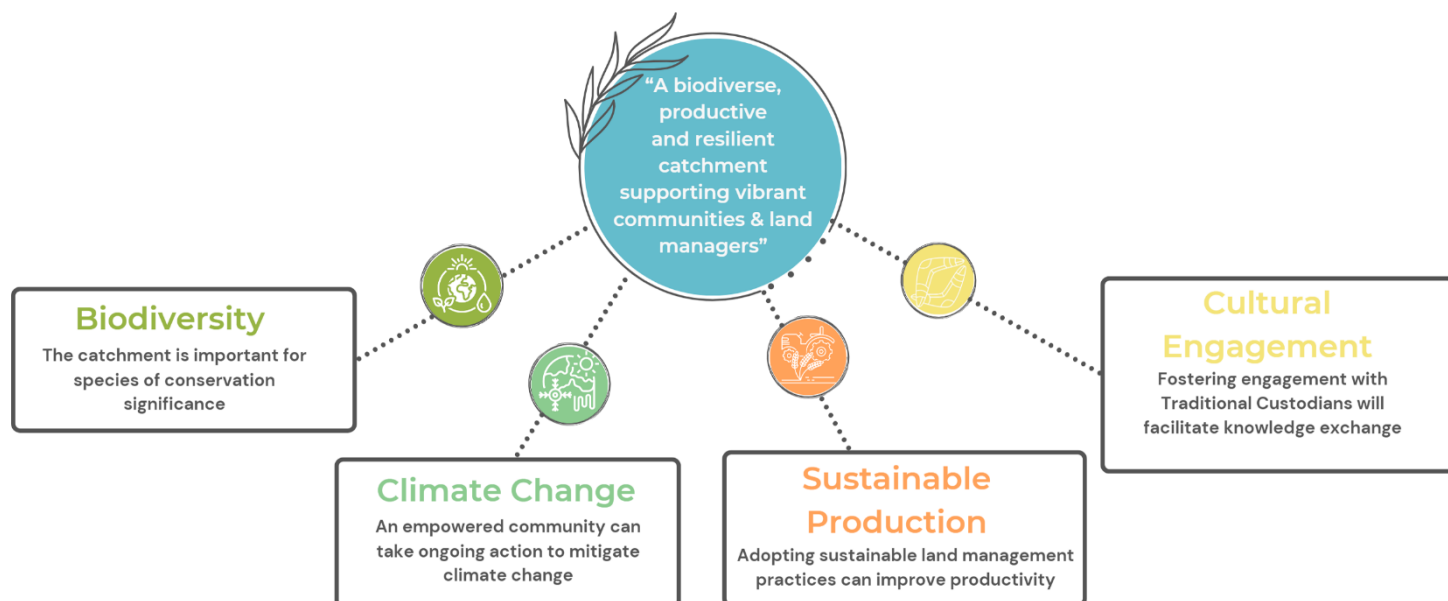 “A biodiverse,
productive
and resilient
catchment
supporting vibrant
communities & land
managers”
Biodiversity
The catchment is important for
species of conservation
significance
Climate Change
An empowered community can
take ongoing action to mitigate
climate change
Sustainable
Production
Adopting sustainable land management
practices can improve productivity
Cultural
Engagement
Fostering engagement with
Traditional Custodians will
facilitate knowledge exchange